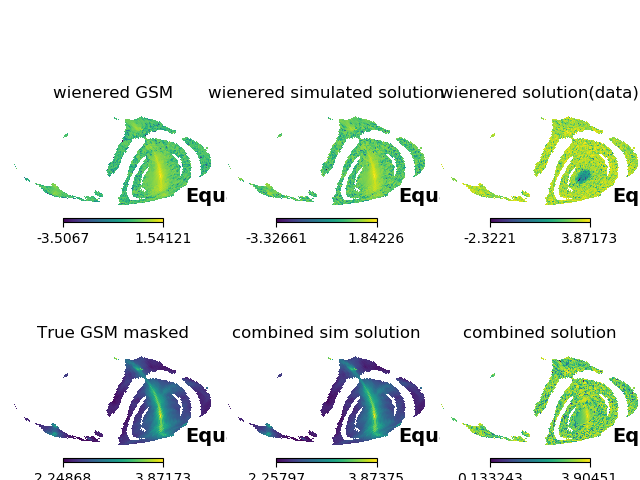 wienered GSM
wienered simulated solution
wienered solution(data)
Equ
Equ
Eq
-3.5067 1.54121
-3.32661 1.84226
-2.3221 3.87173
True GSM masked
combined sim solution
combined solution
Equ
Equ
Eq
2.24868 3.87173
2.25797 3.87375
0.133243 3.90451